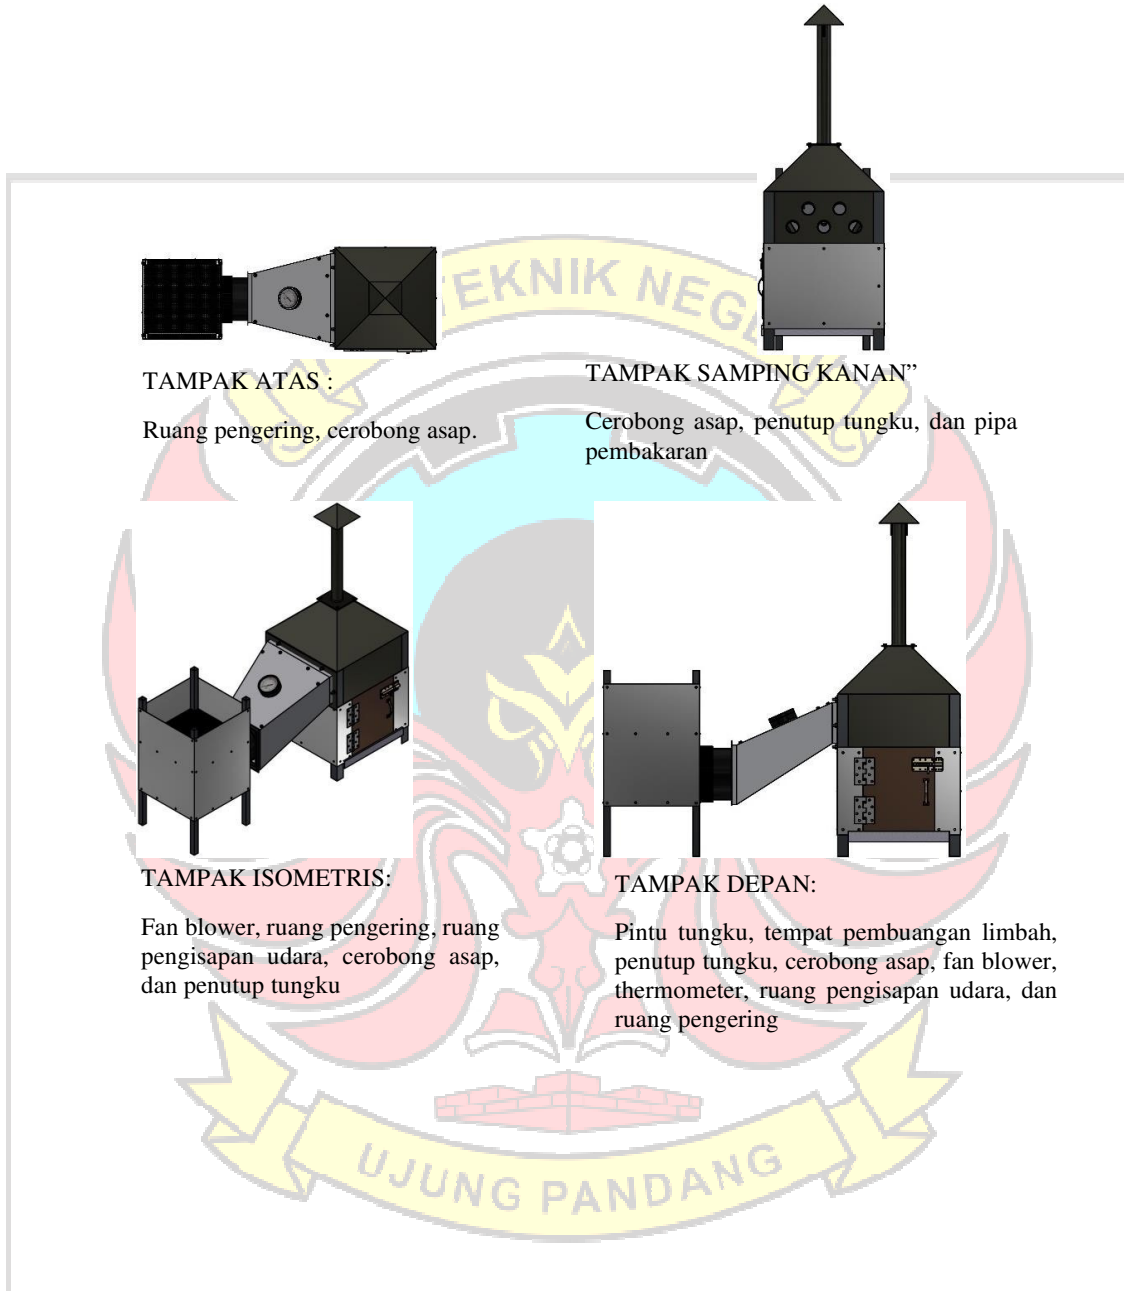 TEKNIK NEGE
TAMPAK ATAS :
Ruang pengering, cerobong asap.
TAMPAK SAMPING KANAN”
Cerobong asap, penutup tungku, dan pipa
pembakaran
TAMPAK ISOMETRIS:
Fan blower, ruang pengering, ruang
pengisapan udara, cerobong asap,
dan penutup tungku
TAMPAK DEPAN:
Pintu tungku, tempat pembuangan limbah,
penutup tungku, cerobong asap, fan blower,
thermometer, ruang pengisapan udara, dan
ruang pengering
UJUNG PANDANG